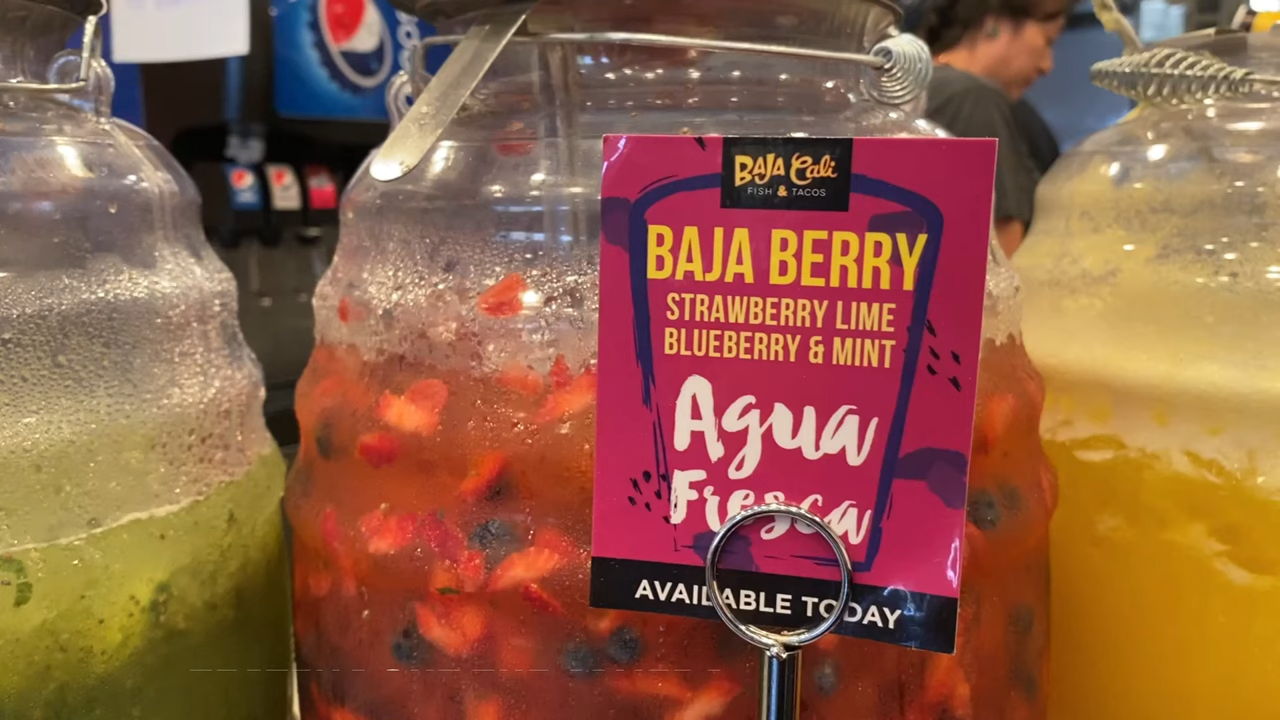 BAJA Cali
FISH & TACOS
BAJA BERRY
STRAWBERRY LIME
BLUEBERRY & MINT
Agua
Fresca
AVAILABLE TODAY